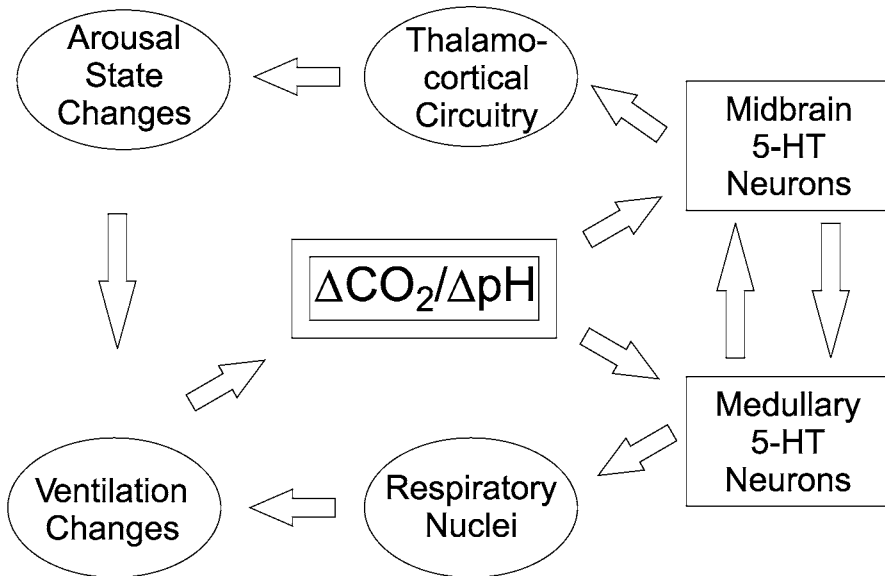 Arousal
State
Changes
Thalamo-
cortical
Circuitry
Midbrain
5-HT
Neurons
ΔCO₂/ΔpH
Medullary
5-HT
Neurons
Respiratory
Nuclei
Ventilation
Changes